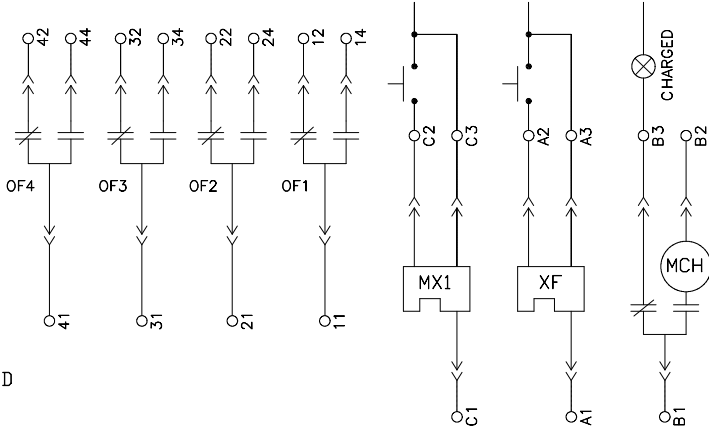 42
44
32
34
22
24
12
14
CHARGED
C2
C3
A2
A3
B3
B2
OF4
OF3
OF2
OF1
MX1
XF
MCH
41
31
21
11
D
C1
A1
B1